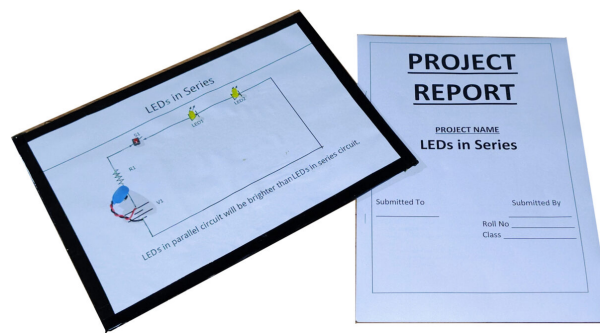 LEDs in Series
S1
LED1
LED2
R1
V1
LEDs in parallel circuit will be brighter than LEDs in series circuit.
PROJECT
REPORT
PROJECT NAME
LEDs in Series
Submitted To
Submitted By
Roll No
Class